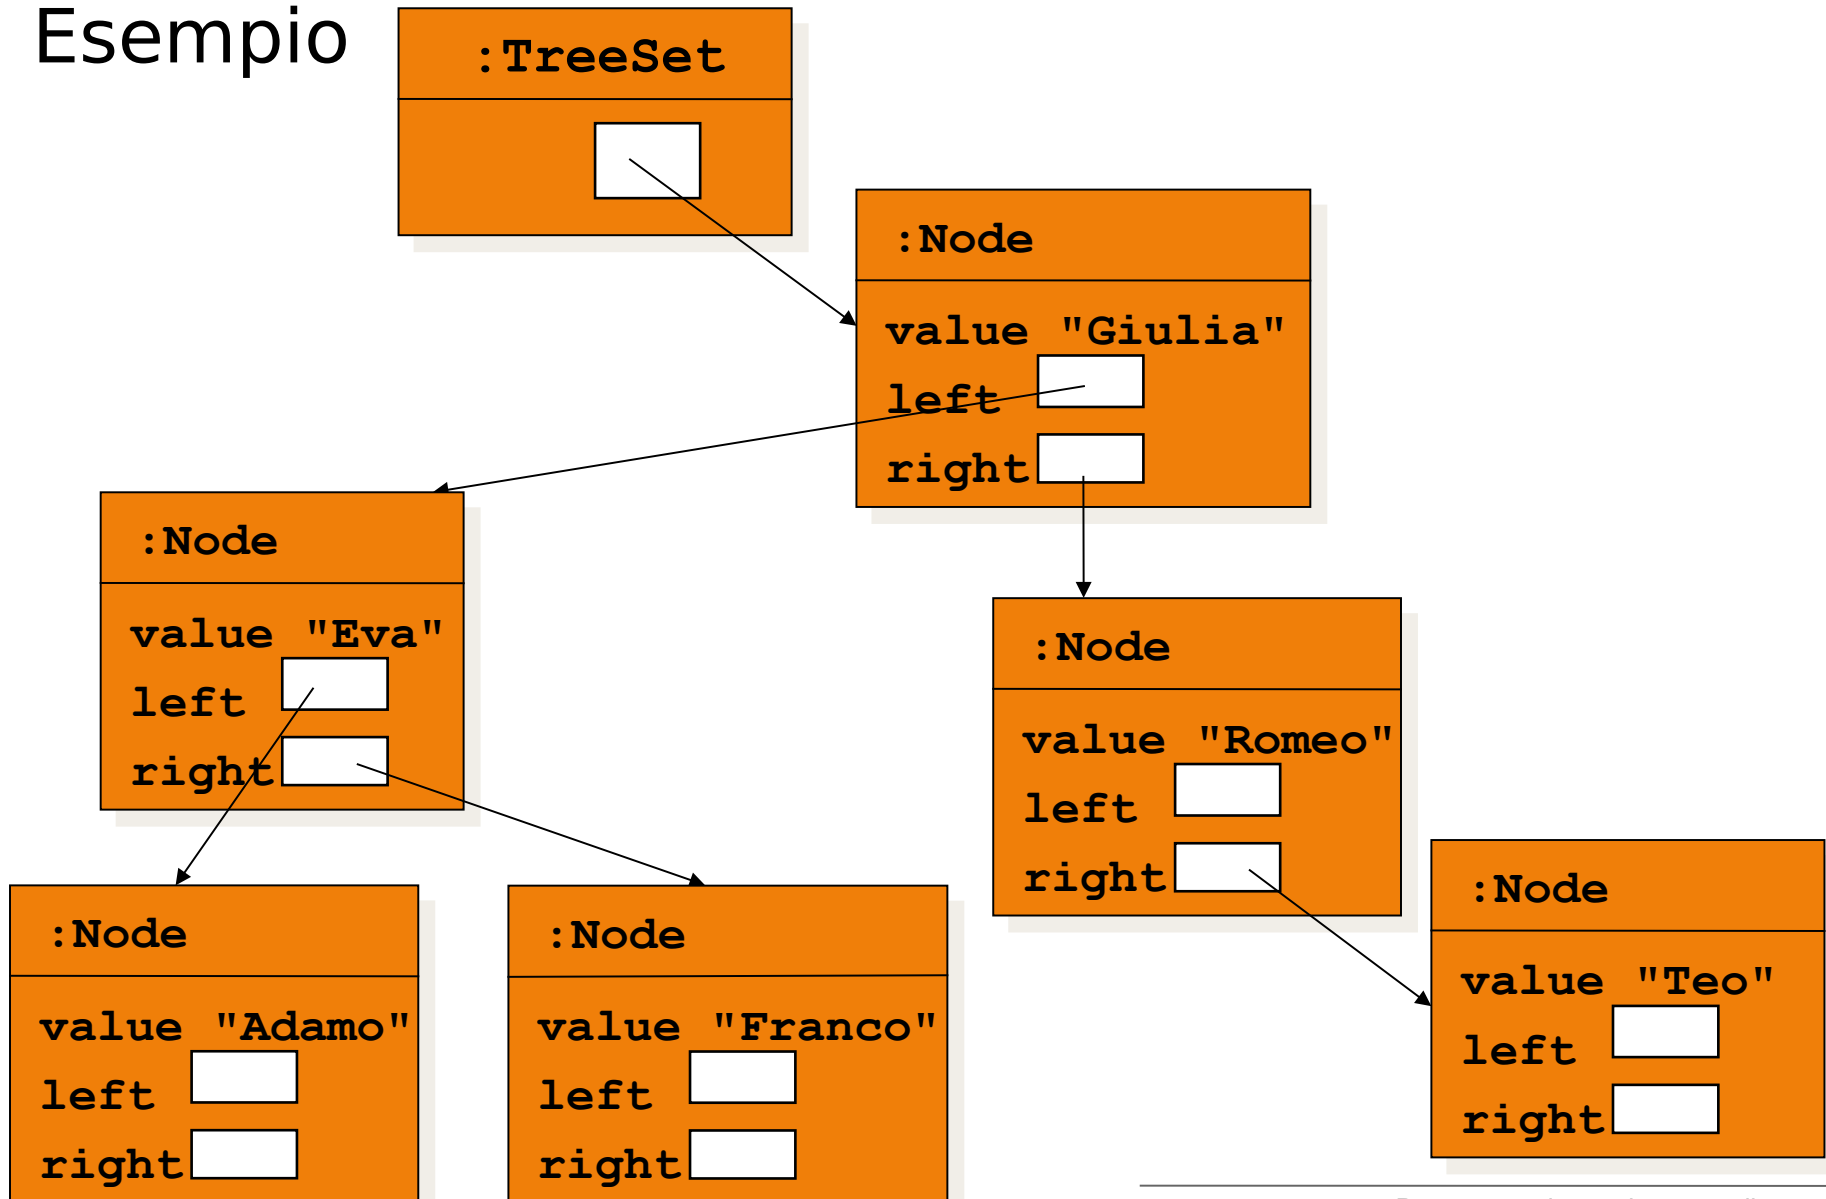 Esempio
:TreeSet
:Node
value "Giulia"
left
right
:Node
value "Eva"
left
right
:Node
value "Romeo"
left
right
:Node
value "Teo"
left
right
:Node
value "Adamo"
left
right
:Node
value "Franco"
left
right